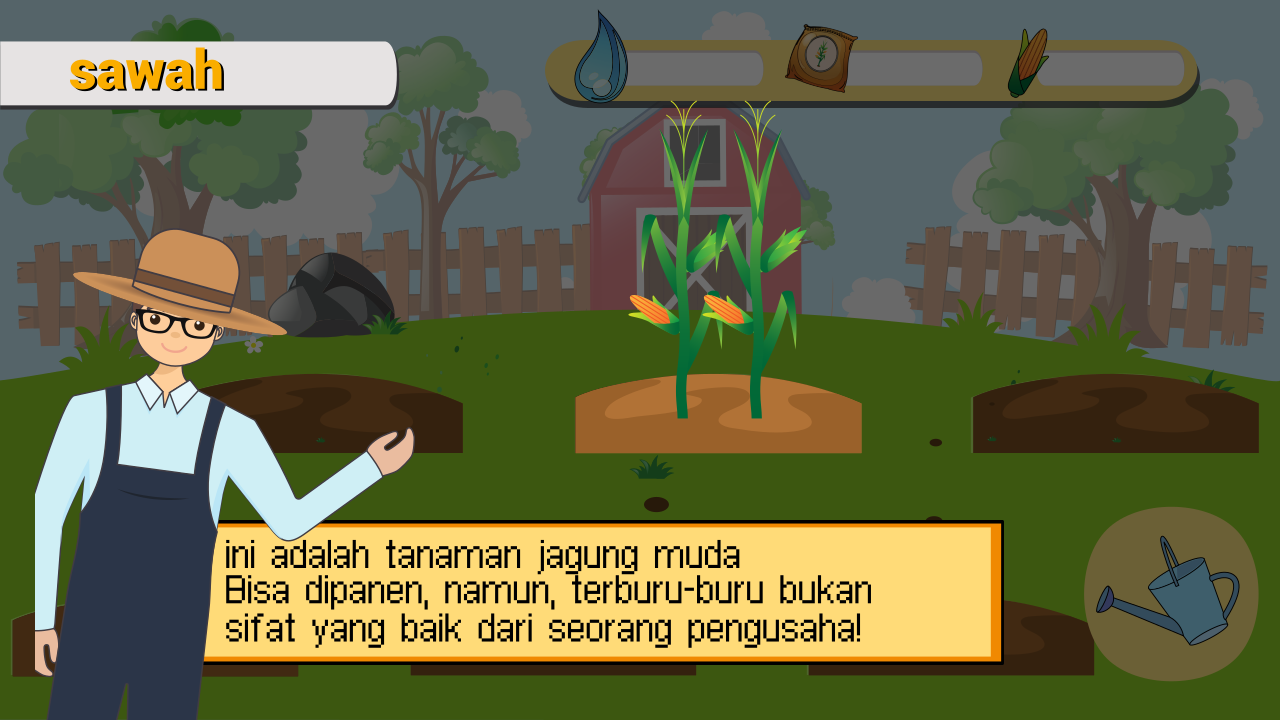 sawah
ini adalah tanaman jagung muda
Bisa dipanen, namun, terburu-buru bukan
sifat yang baik dari seorang pengusaha!